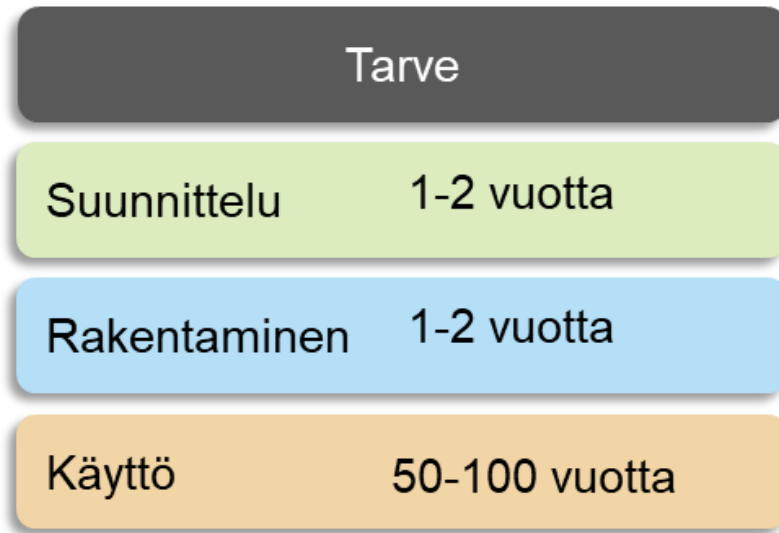 Tarve
Suunnittelu 1-2 vuotta
Rakentaminen 1-2 vuotta
Käyttö 50-100 vuotta